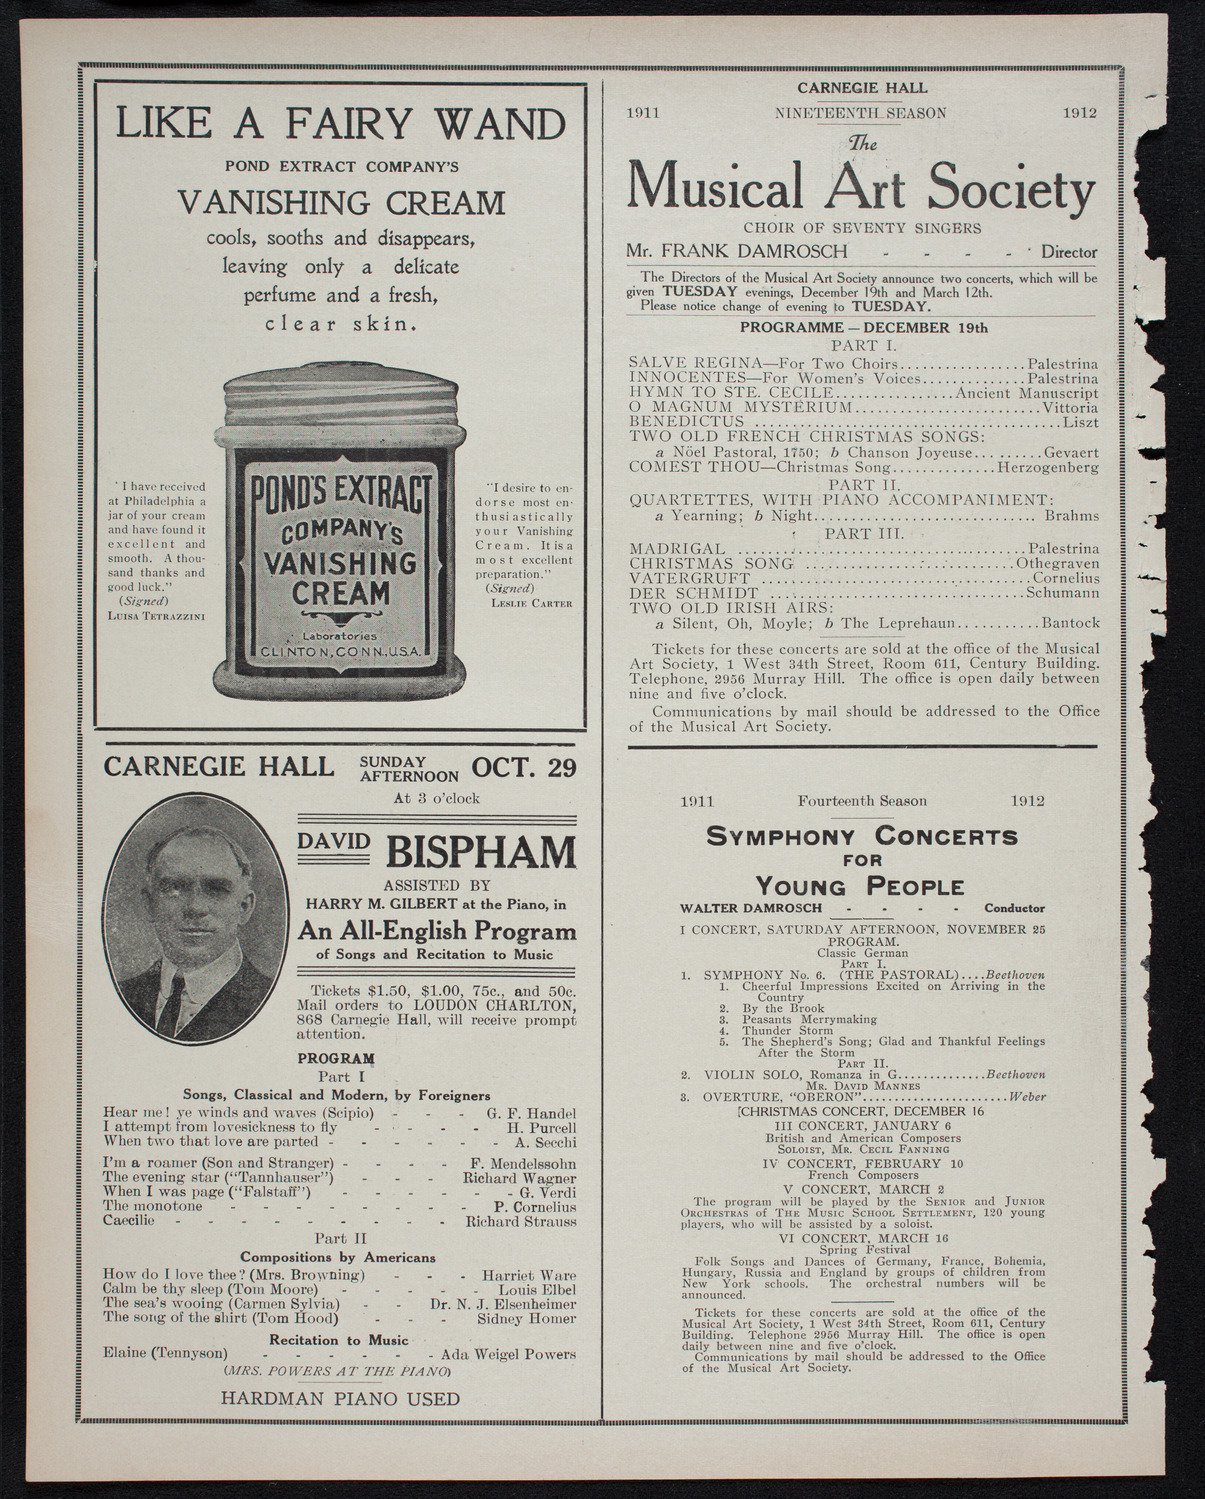 LIKE A FAIRY WAND
POND EXTRACT COMPANY'S
VANISHING CREAM
cools, sooths and disappears,
leaving only a delicate
perfume and a fresh,
clear skin.
' I have received
at Philadelphia a
jar of your cream
and have found it
excellent and
smooth. A thou-
sand thanks and
good luck."
(Signed)
LUISA TETRAZZINI
POND'S EXTRACT
COMPANY'S
VANISHING
CREAM
Laboratories
CLINTON, CONN., U.S.A.
"I desire to en-
dorse most en-
thusiastically
your Vanishing
Cream. It is a
most excellent
preparation."
(Signed)
LESLIE CARTER
CARNEGIE HALL SUNDAY AFTERNOON OCT. 29
At 3 o'clock
DAVID BISPHAM
ASSISTED BY
HARRY M. GILBERT at the Piano, in
An All-English Program
of Songs and Recitation to Music
Tickets $1.50, $1.00, 75c., and 50c.
Mail orders to LOUDON CHARLTON,
868 Carnegie Hall, will receive prompt
attention.
PROGRAM
Part I
Songs, Classical and Modern, by Foreigners
Hear me! ye winds and waves (Scipio) - - - G. F. Handel
I attempt from lovesickness to fly - - - - H. Purcell
When two that love are parted - - - - - - A. Secchi
I'm a roamer (Son and Stranger) - - - - F. Mendelssohn
The evening star ("Tannhauser") - - - Richard Wagner
When I was page ("Falstaff") - - - - - - G. Verdi
The monotone - - - - - - - - P. Cornelius
Caecilie - - - - - - - - - Richard Strauss
Part II
Compositions by Americans
How do I love thee? (Mrs. Browning) - - - Harriet Ware
Calm be thy sleep (Tom Moore) - - - - - Louis Elbel
The sea's wooing (Carmen Sylvia) - - Dr. N. J. Elsenheimer
The song of the shirt (Tom Hood) - - - Sidney Homer
Recitation to Music
Elaine (Tennyson) - - - - - - Ada Weigel Powers
(MRS. POWERS AT THE PIANO)
HARDMAN PIANO USED
CARNEGIE HALL
1911 NINETEENTH SEASON 1912
The
Musical Art Society
CHOIR OF SEVENTY SINGERS
Mr. FRANK DAMROSCH - - - - Director
The Directors of the Musical Art Society announce two concerts, which will be
given TUESDAY evenings, December 19th and March 12th.
Please notice change of evening to TUESDAY.
PROGRAMME—DECEMBER 19th
PART I.
SALVE REGINA—For Two Choirs.................Palestrina
INNOCENTES—For Women's Voices..............Palestrina
HYMN TO STE. CECILE................Ancient Manuscript
O MAGNUM MYSTERIUM.........................Vittoria
BENEDICTUS .........................................Liszt
TWO OLD FRENCH CHRISTMAS SONGS:
a Nöel Pastoral, 1750; b Chanson Joyeuse.........Gevaert
COMEST THOU—Christmas Song.............Herzogenberg
PART II.
QUARTETTES, WITH PIANO ACCOMPANIMENT:
a Yearning; b Night............................. Brahms
PART III.
MADRIGAL .......................................Palestrina
CHRISTMAS SONG ............................Othegraven
VATERGRUFT ....................................Cornelius
DER SCHMIDT ..................................Schumann
TWO OLD IRISH AIRS:
a Silent, Oh, Moyle; b The Leprehaun...........Bantock
Tickets for these concerts are sold at the office of the Musical
Art Society, 1 West 34th Street, Room 611, Century Building.
Telephone, 2956 Murray Hill. The office is open daily between
nine and five o'clock.
Communications by mail should be addressed to the Office
of the Musical Art Society.
1911 Fourteenth Season 1912
SYMPHONY CONCERTS
FOR
YOUNG PEOPLE
WALTER DAMROSCH - - - - Conductor
I CONCERT, SATURDAY AFTERNOON, NOVEMBER 25
PROGRAM.
Classic German
PART I.
1. SYMPHONY No. 6. (THE PASTORAL)....Beethoven
1. Cheerful Impressions Excited on Arriving in the
Country
2. By the Brook
3. Peasants Merrymaking
4. Thunder Storm
5. The Shepherd's Song; Glad and Thankful Feelings
After the Storm
PART II.
2. VIOLIN SOLO, Romanza in G..............Beethoven
MR. DAVID MANNES
3. OVERTURE, "OBERON".......................Weber
[CHRISTMAS CONCERT, DECEMBER 16
III CONCERT, JANUARY 6
British and American Composers
SOLOIST, MR. CECIL FANNING
IV CONCERT, FEBRUARY 10
French Composers
V CONCERT, MARCH 2
The program will be played by the SENIOR and JUNIOR
ORCHESTRAS of THE MUSIC SCHOOL SETTLEMENT, 120 young
players, who will be assisted by a soloist.
VI CONCERT, MARCH 16
Spring Festival
Folk Songs and Dances of Germany, France, Bohemia,
Hungary, Russia and England by groups of children from
New York schools. The orchestral numbers will be
announced.
Tickets for these concerts are sold at the office of the
Musical Art Society, 1 West 34th Street, Room 611, Century
Building. Telephone 2956 Murray Hill. The office is open
daily between nine and five o'clock.
Communications by mail should be addressed to the Office
of the Musical Art Society.